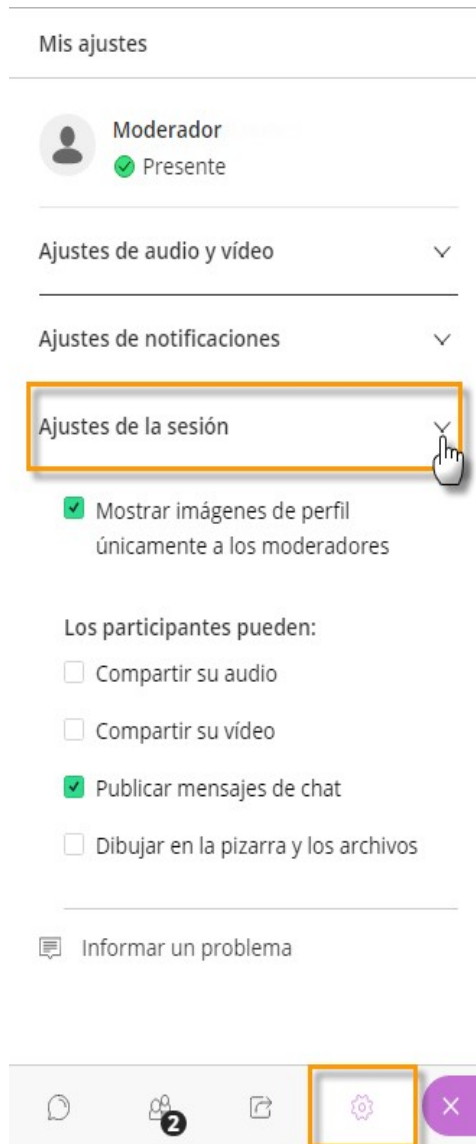 Mis ajustes
Moderador
Presente
Ajustes de audio y vídeo
Ajustes de notificaciones
Ajustes de la sesión
Mostrar imágenes de perfil
únicamente a los moderadores
Los participantes pueden:
Compartir su audio
Compartir su vídeo
Publicar mensajes de chat
Dibujar en la pizarra y los archivos
Informar un problema
2